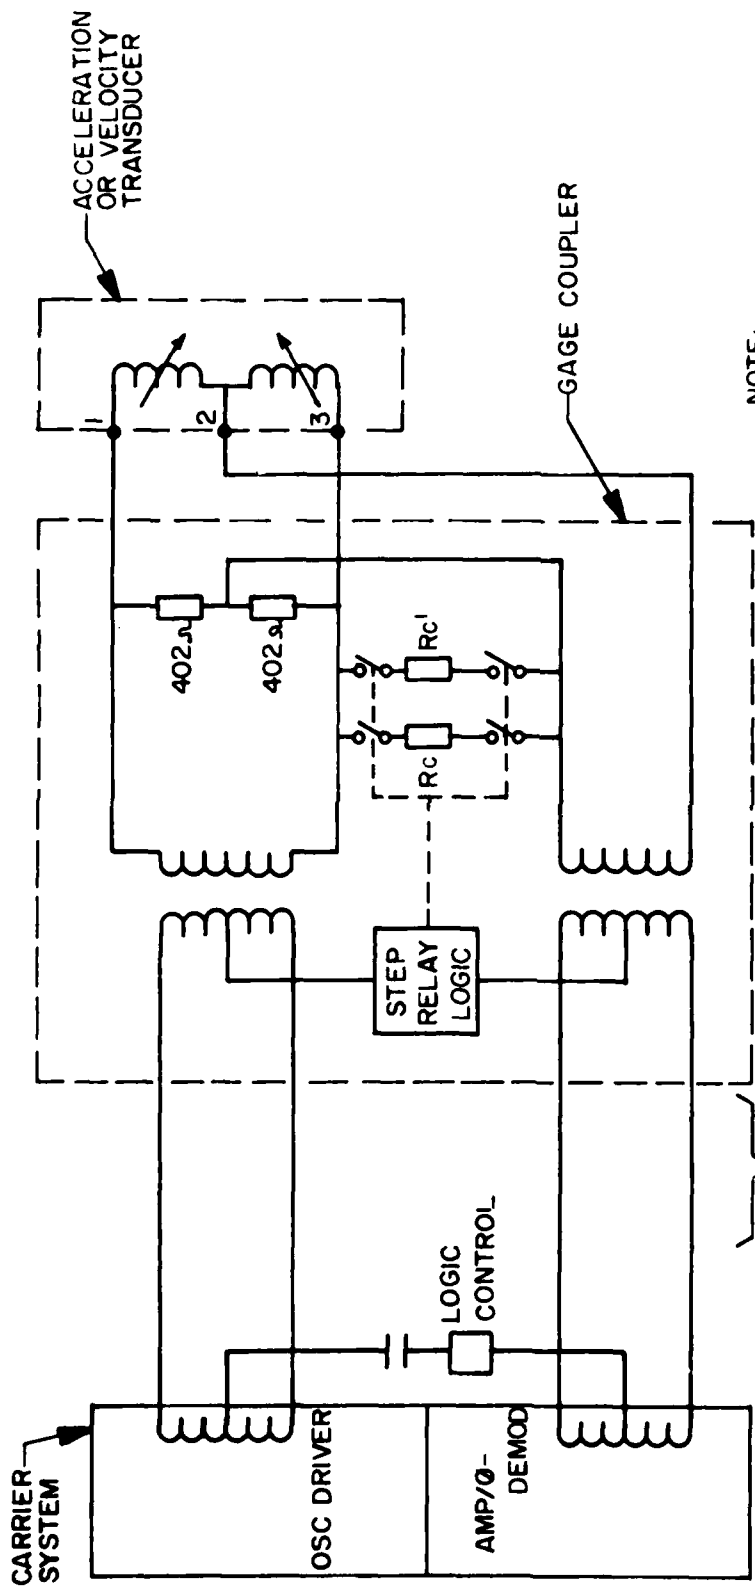 ACCELERATION
OR VELOCITY
TRANSDUCER
1
2
3
GAGE COUPLER
402Ω
402Ω
Rc
Rc'
STEP
RELAY
LOGIC
LOGIC
CONTROL
CARRIER
SYSTEM
OSC DRIVER
AMP/Ø-
DEMOD
NOTE: